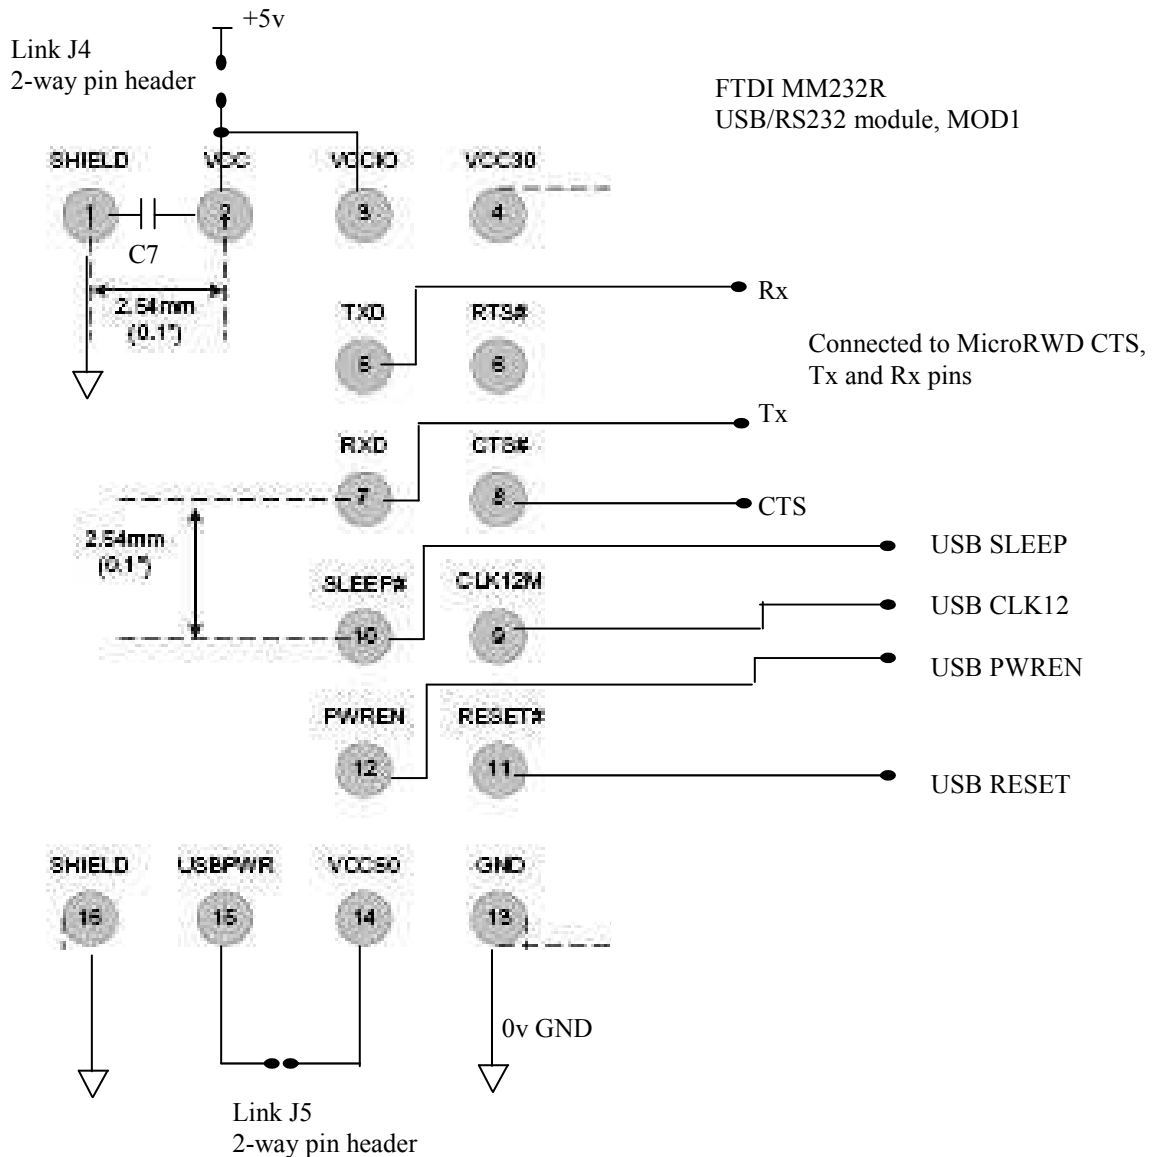 +5v
Link J4
2-way pin header
FTDI MM232R
USB/RS232 module, MOD1
SHIELD VCC VCCIO VCC30
1 2 3 4
C7
2.54mm
(0.1")
TXD RTS#
5 6
Rx
Connected to MicroRWD CTS,
Tx and Rx pins
Tx
RXD CTS#
7 8
CTS
2.54mm
(0.1")
USB SLEEP
SLEEP# CLK12M
10 9
USB CLK12
USB PWREN
PWREN RESET#
12 11
USB RESET
SHIELD USBPWR VCC50 GND
16 15 14 13
0v GND
Link J5
2-way pin header